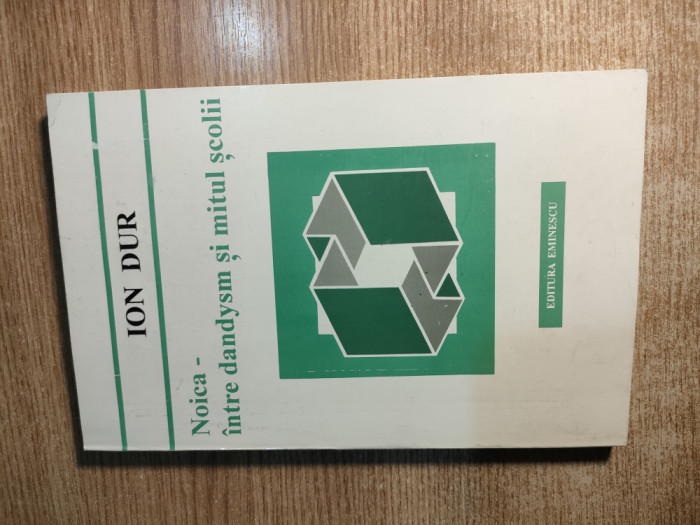 ION DUR
Noica -
între dandysm și mitul școlii
EDITURA EMINESCU